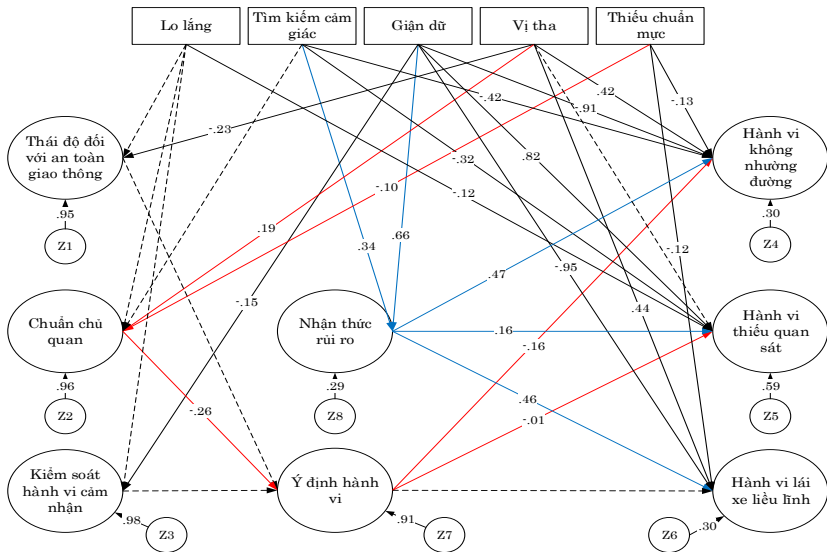 Lo lắng
Tìm kiếm cảm
giác
Giận dữ
Vị tha
Thiếu chuẩn
mực
-.42
.42
-.91
-.13
-.23
Thái độ đối
với an toàn
giao thông
-.32
.82
Hành vi
không
nhường
đường
-.10
-.12
.95
.30
Z1
.19
.66
Z4
.34
-.12
-.95
.47
-.15
.44
Chuẩn chủ
quan
Nhận thức
rủi ro
.16
Hành vi
thiếu quan
sát
-.16
.96
.29
.59
Z2
-.26
Z8
.46
-.01
Z5
Kiểm soát
hành vi cảm
nhận
Ý định hành
vi
Hành vi lái
xe liều lĩnh
.98
.91
.30
Z3
Z7
Z6